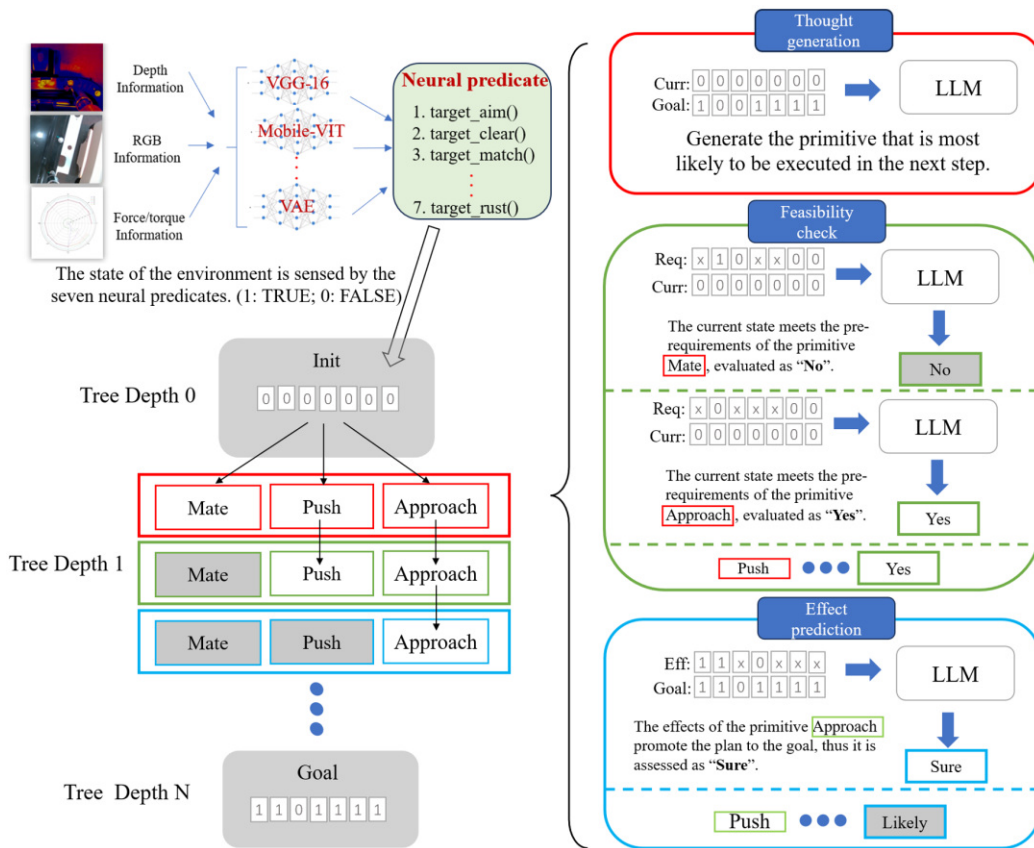 Depth
Information
RGB
Information
Force/torque
Information
VGG-16
Mobile-VIT
VAE
Neural predicate
1. target_aim()
2. target_clear()
3. target_match()
7. target_rust()
The state of the environment is sensed by the
seven neural predicates. (1: TRUE; 0: FALSE)
Tree Depth 0
Init
0 0 0 0 0 0 0
Tree Depth 1
Mate Push Approach
Mate Push Approach
Mate Push Approach
Tree Depth N
Goal
1 1 0 1 1 1 1
Thought
generation
Curr: 0 0 0 0 0 0 0
Goal: 1 0 0 1 1 1 1
LLM
Generate the primitive that is most
likely to be executed in the next step.
Feasibility
check
Req: x 1 0 x x 0 0
Curr: 0 0 0 0 0 0 0
LLM
The current state meets the pre-
requirements of the primitive
Mate, evaluated as “No”.
No
Req: x 0 x x x 0 0
Curr: 0 0 0 0 0 0 0
LLM
The current state meets the pre-
requirements of the primitive
Approach, evaluated as “Yes”.
Yes
Push Yes
Effect
prediction
Eff: 1 1 x 0 x x x
Goal: 1 1 0 1 1 1 1
LLM
The effects of the primitive Approach
promote the plan to the goal, thus it is
assessed as “Sure”.
Sure
Push Likely